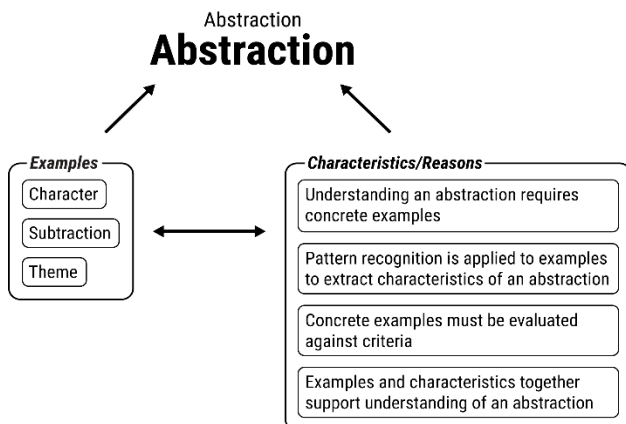 Abstraction
Abstraction
Examples
Character
Subtraction
Theme
Characteristics/Reasons
Understanding an abstraction requires
concrete examples
Pattern recognition is applied to examples
to extract characteristics of an abstraction
Concrete examples must be evaluated
against criteria
Examples and characteristics together
support understanding of an abstraction